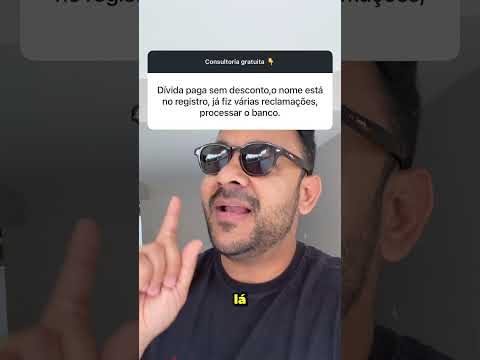 Consultoria gratuita 👇
Dívida paga sem desconto,o nome está
no registro, já fiz várias reclamações,
processar o banco.
lá